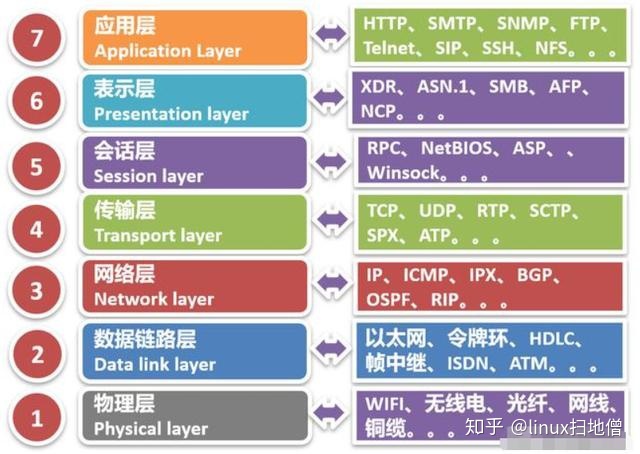 7
应用层
Application Layer
HTTP、SMTP、SNMP、FTP、
Telnet、SIP、SSH、NFS。。。
6
表示层
Presentation layer
XDR、ASN.1、SMB、AFP、
NCP。。。
5
会话层
Session layer
RPC、NetBIOS、ASP、、
Winsock。。。
4
传输层
Transport layer
TCP、UDP、RTP、SCTP、
SPX、ATP。。。
3
网络层
Network layer
IP、ICMP、IPX、BGP、
OSPF、RIP。。。
2
数据链路层
Data link layer
以太网、令牌环、HDLC、
帧中继、ISDN、ATM。。。
1
物理层
Physical layer
WIFI、无线电、光纤、网线、
铜缆。。。
知乎 @linux扫地僧